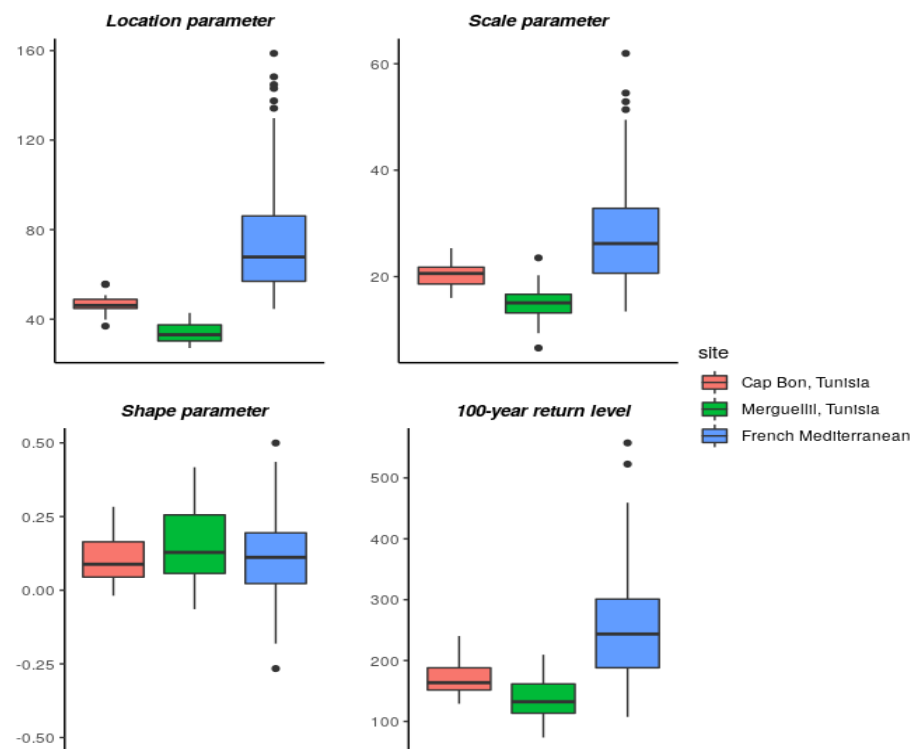 Location parameter
160
120
80
40
Scale parameter
60
40
20
site
Cap Bon, Tunisia
Merguellil, Tunisia
French Mediterranean
Shape parameter
0.50
0.25
0.00
-0.25
-0.50
100-year return level
500
400
300
200
100